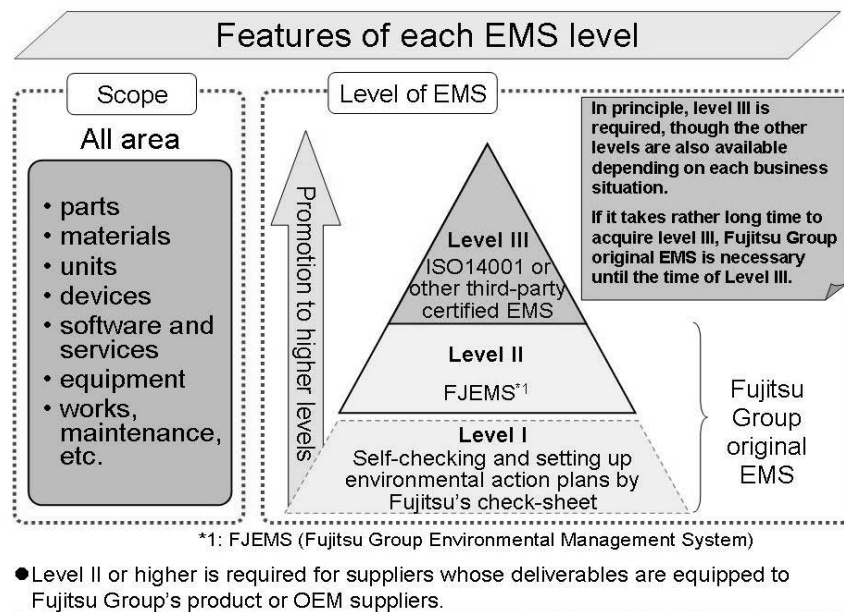 Features of each EMS level
Scope
All area
• parts
• materials
• units
• devices
• software and
services
• equipment
• works,
maintenance,
etc.
Level of EMS
Promotion to higher levels
Level III
ISO14001 or
other third-party
certified EMS
Level II
FJEMS*1
Level I
Self-checking and setting up
environmental action plans by
Fujitsu's check-sheet
In principle, level III is
required, though the other
levels are also available
depending on each business
situation.
If it takes rather long time to
acquire level III, Fujitsu Group
original EMS is necessary
until the time of Level III.
Fujitsu
Group
original
EMS
*1: FJEMS (Fujitsu Group Environmental Management System)
●Level II or higher is required for suppliers whose deliverables are equipped to
Fujitsu Group's product or OEM suppliers.